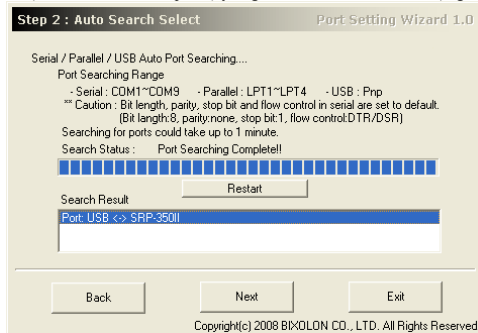 Step 2 : Auto Search Select Port Setting Wizard 1.0
Serial / Parallel / USB Auto Port Searching....
Port Searching Range
- Serial : COM1~COM9 - Parallel : LPT1~LPT4 - USB : Pnp
** Caution : Bit length, parity, stop bit and flow control in serial are set to default.
(Bit length:8, parity:none, stop bit:1, flow control:DTR/DSR)
Searching for ports could take up to 1 minute.
Search Status : Port Searching Complete!!
Restart
Search Result
Port: USB <-> SRP-350II
Back Next Exit
Copyright(c) 2008 BIXOLON CO., LTD. All Rights Reserved